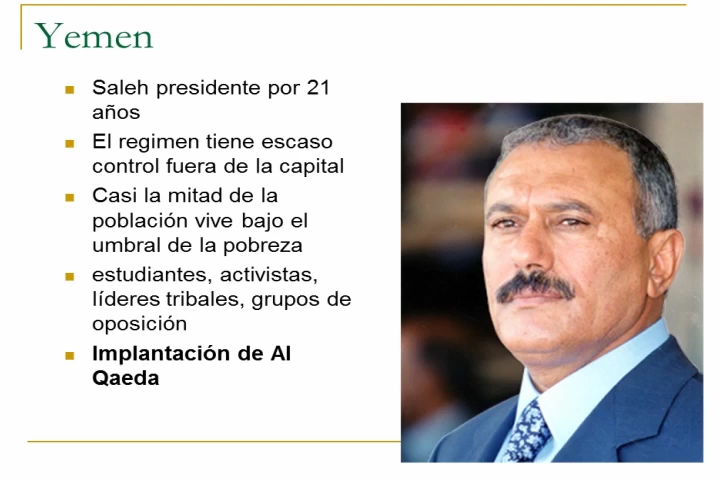 Yemen
Saleh presidente por 21
años
El regimen tiene escaso
control fuera de la capital
Casi la mitad de la
población vive bajo el
umbral de la pobreza
estudiantes, activistas,
líderes tribales, grupos de
oposición
Implantación de Al
Qaeda